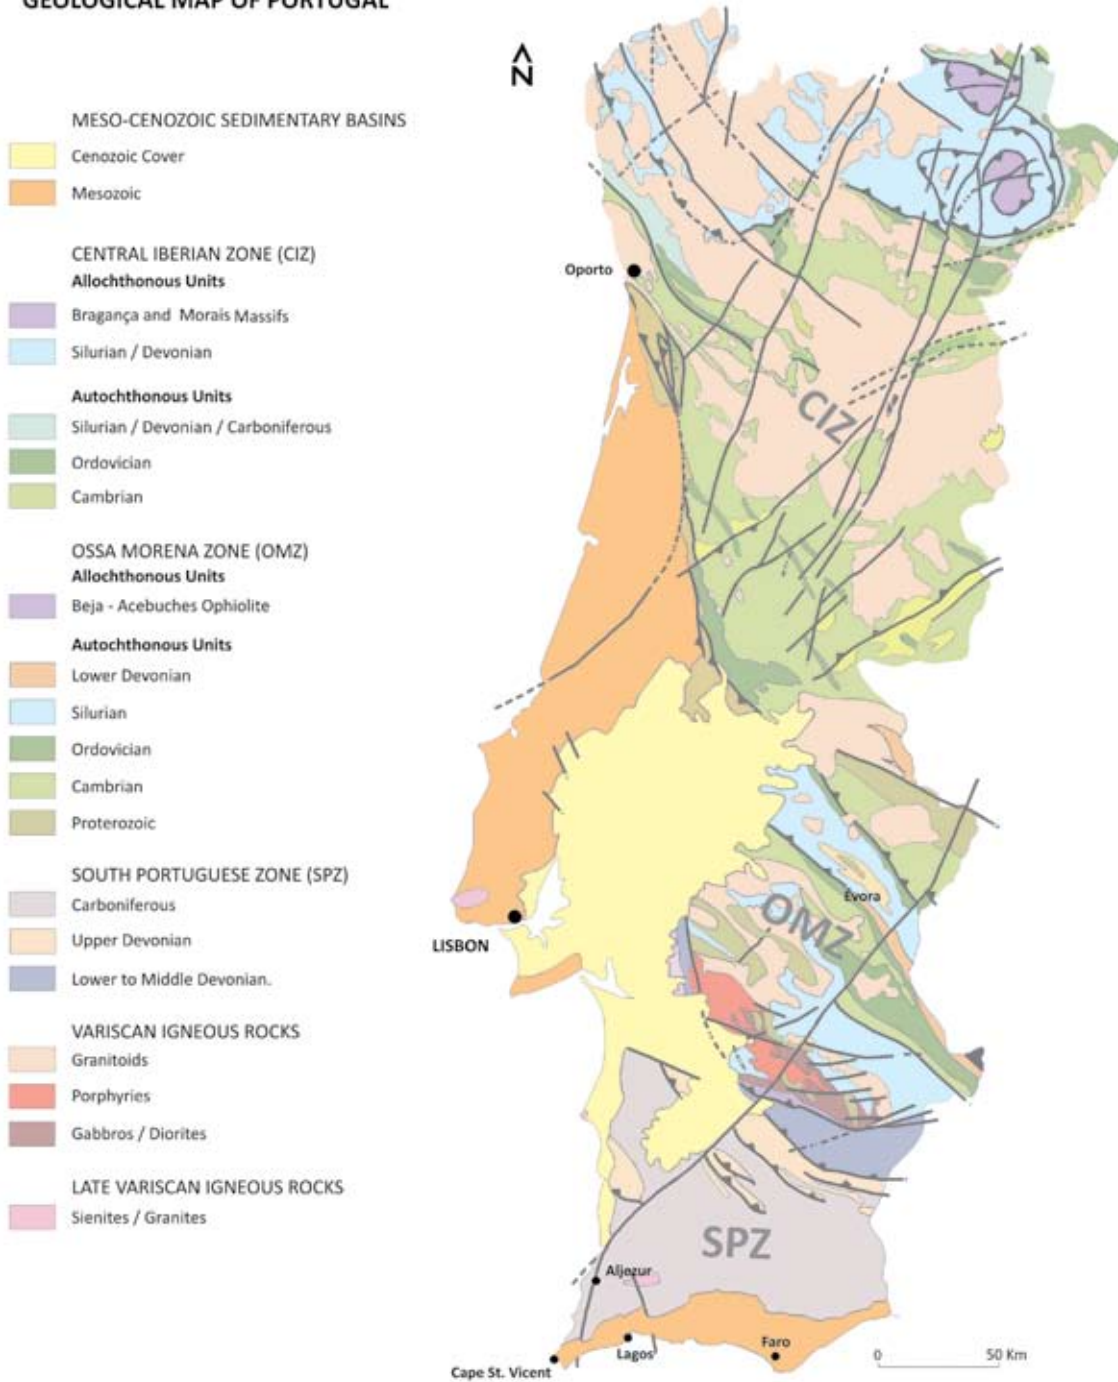 GEOLOGICAL MAP OF PORTUGAL
N
MESO-CENOZOIC SEDIMENTARY BASINS
Cenozoic Cover
Mesozoic
CENTRAL IBERIAN ZONE (CIZ)
Allochthonous Units
Bragança and Morais Massifs
Silurian / Devonian
Autochthonous Units
Silurian / Devonian / Carboniferous
Ordovician
Cambrian
OSSA MORENA ZONE (OMZ)
Allochthonous Units
Beja - Acebuches Ophiolite
Autochthonous Units
Lower Devonian
Silurian
Ordovician
Cambrian
Proterozoic
SOUTH PORTUGUESE ZONE (SPZ)
Carboniferous
Upper Devonian
Lower to Middle Devonian.
VARISCAN IGNEOUS ROCKS
Granitoids
Porphyries
Gabbros / Diorites
LATE VARISCAN IGNEOUS ROCKS
Sienites / Granites
Oporto
CIZ
Évora
OMZ
LISBON
SPZ
Aljezur
Lagos
Faro
Cape St. Vicent
0 50 Km